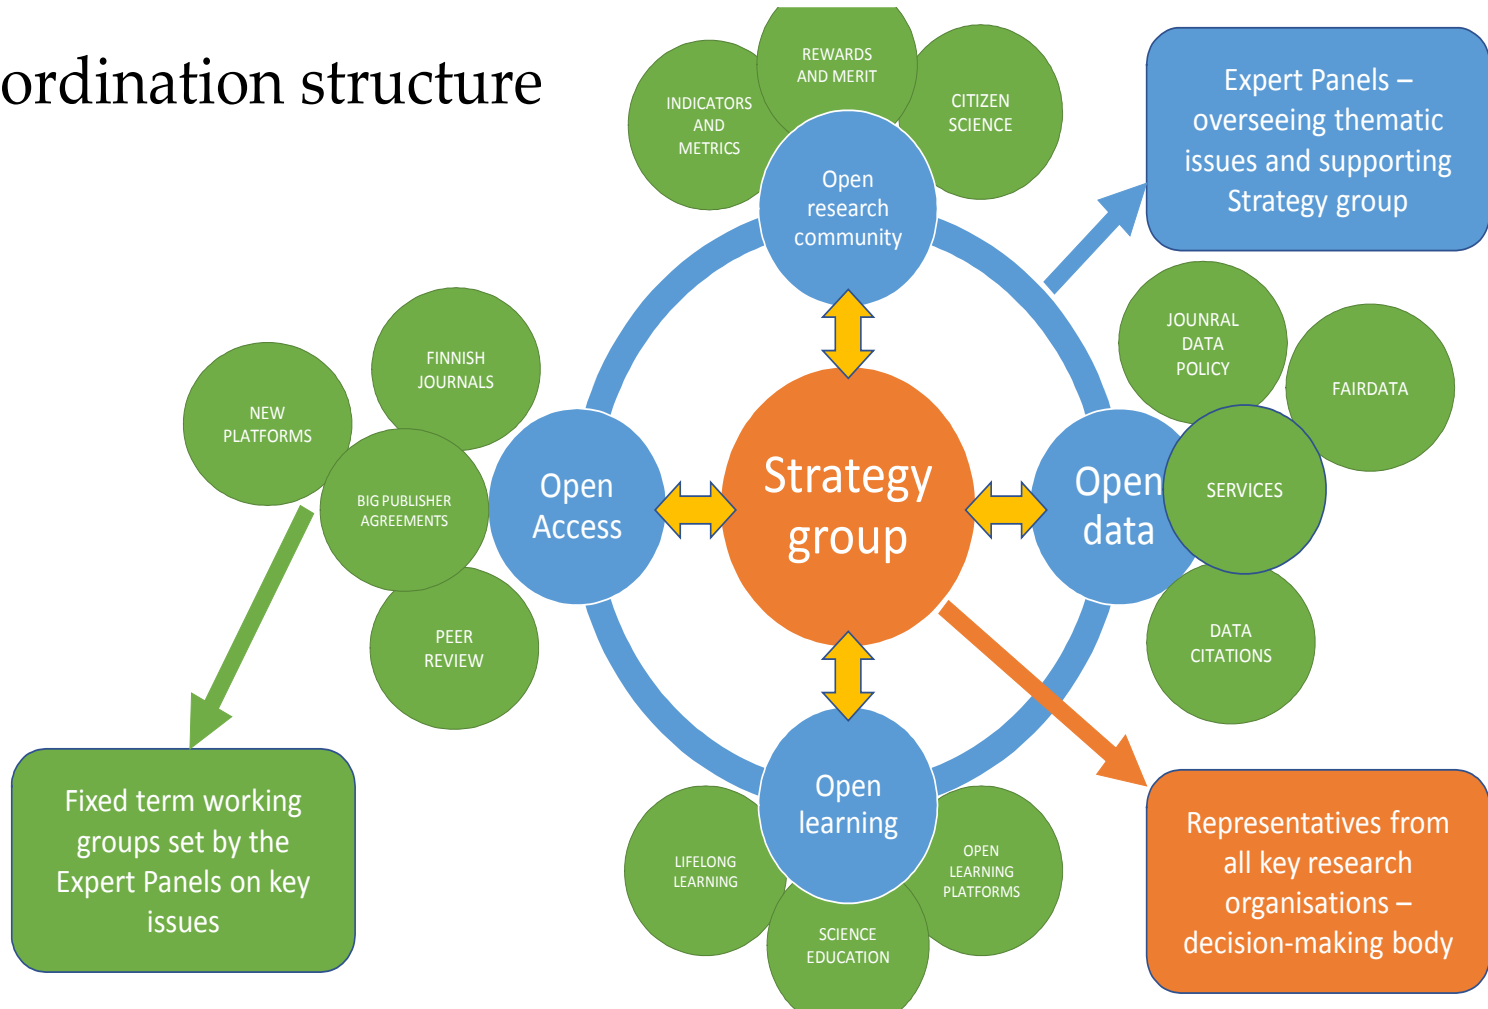 ordination structure
REWARDS
AND MERIT
INDICATORS
AND
METRICS
CITIZEN
SCIENCE
Open
research
community
Expert Panels –
overseeing thematic
issues and supporting
Strategy group
FINNISH
JOURNALS
NEW
PLATFORMS
BIG PUBLISHER
AGREEMENTS
PEER
REVIEW
Open
Access
Strategy
group
Open
data
JOUNRAL
DATA
POLICY
FAIRDATA
SERVICES
DATA
CITATIONS
Open
learning
LIFELONG
LEARNING
SCIENCE
EDUCATION
OPEN
LEARNING
PLATFORMS
Fixed term working
groups set by the
Expert Panels on key
issues
Representatives from
all key research
organisations –
decision-making body